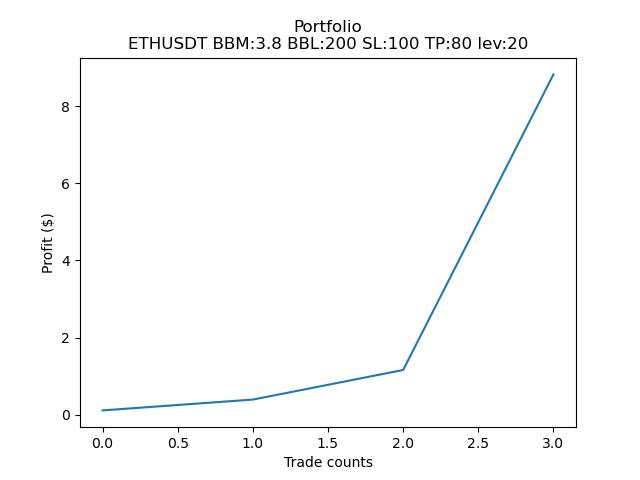 Portfolio
ETHUSDT BBM:3.8 BBL:200 SL:100 TP:80 lev:20
Profit ($)
8
6
4
2
0
0.0 0.5 1.0 1.5 2.0 2.5 3.0
Trade counts